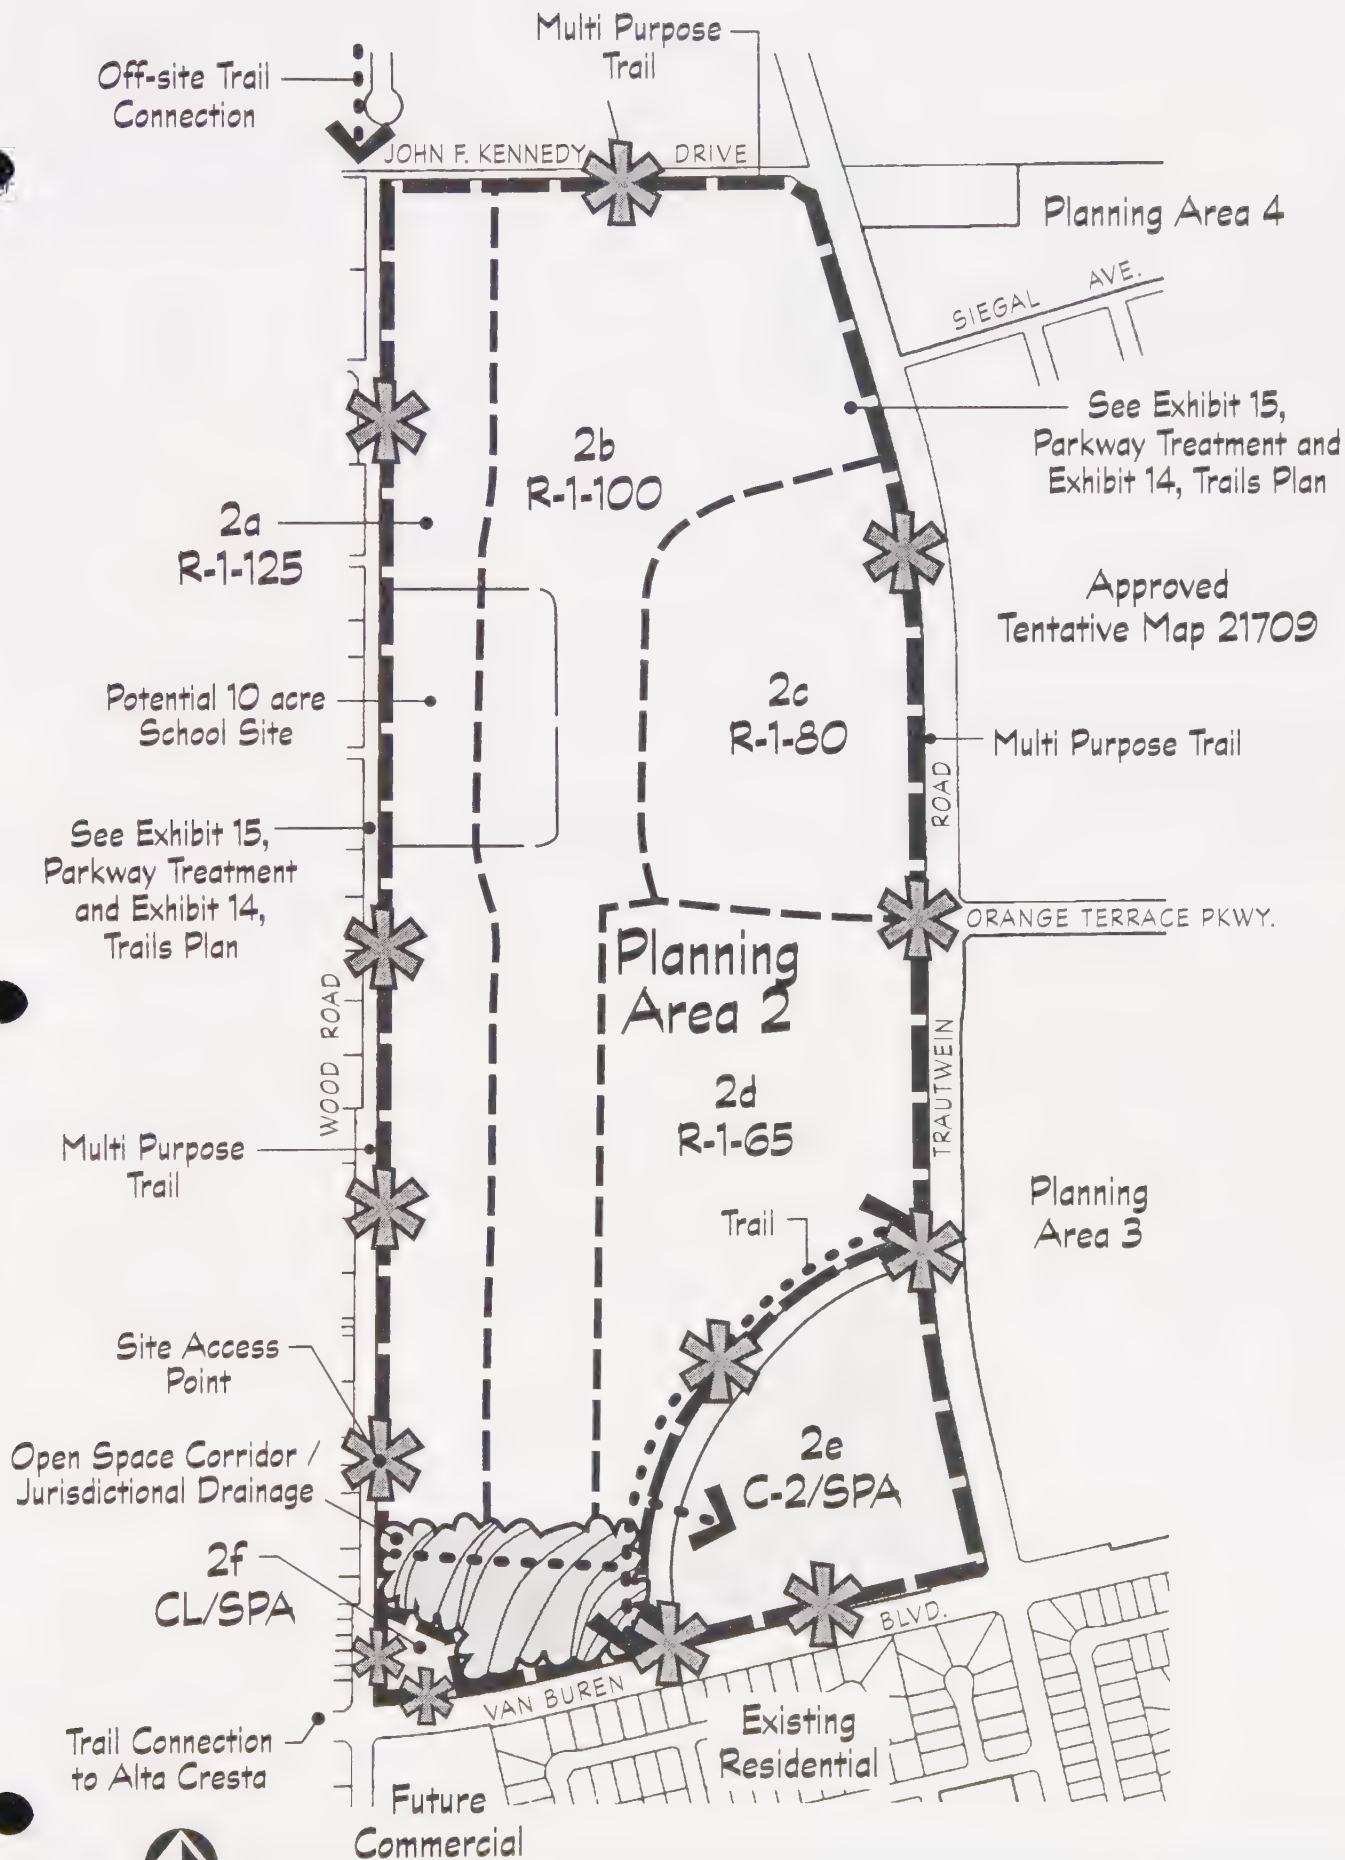 Multi Purpose
Trail
Off-site Trail
Connection
JOHN F. KENNEDY DRIVE
Planning Area 4
SIEGAL AVE.
See Exhibit 15,
Parkway Treatment and
Exhibit 14, Trails Plan
2b
R-1-100
2a
R-1-125
Approved
Tentative Map 21709
Potential 10 acre
School Site
2c
R-1-80
Multi Purpose Trail
ROAD
See Exhibit 15,
Parkway Treatment
and Exhibit 14,
Trails Plan
ORANGE TERRACE PKWY.
Planning
Area 2
WOOD ROAD
TRAUTWEIN
2d
R-1-65
Multi Purpose
Trail
Planning
Area 3
Trail
Site Access
Point
Open Space Corridor /
Jurisdictional Drainage
2e
C-2/SPA
2f
CL/SPA
VAN BUREN BLVD.
Trail Connection
to Alta Cresta
Existing
Residential
Future
Commercial